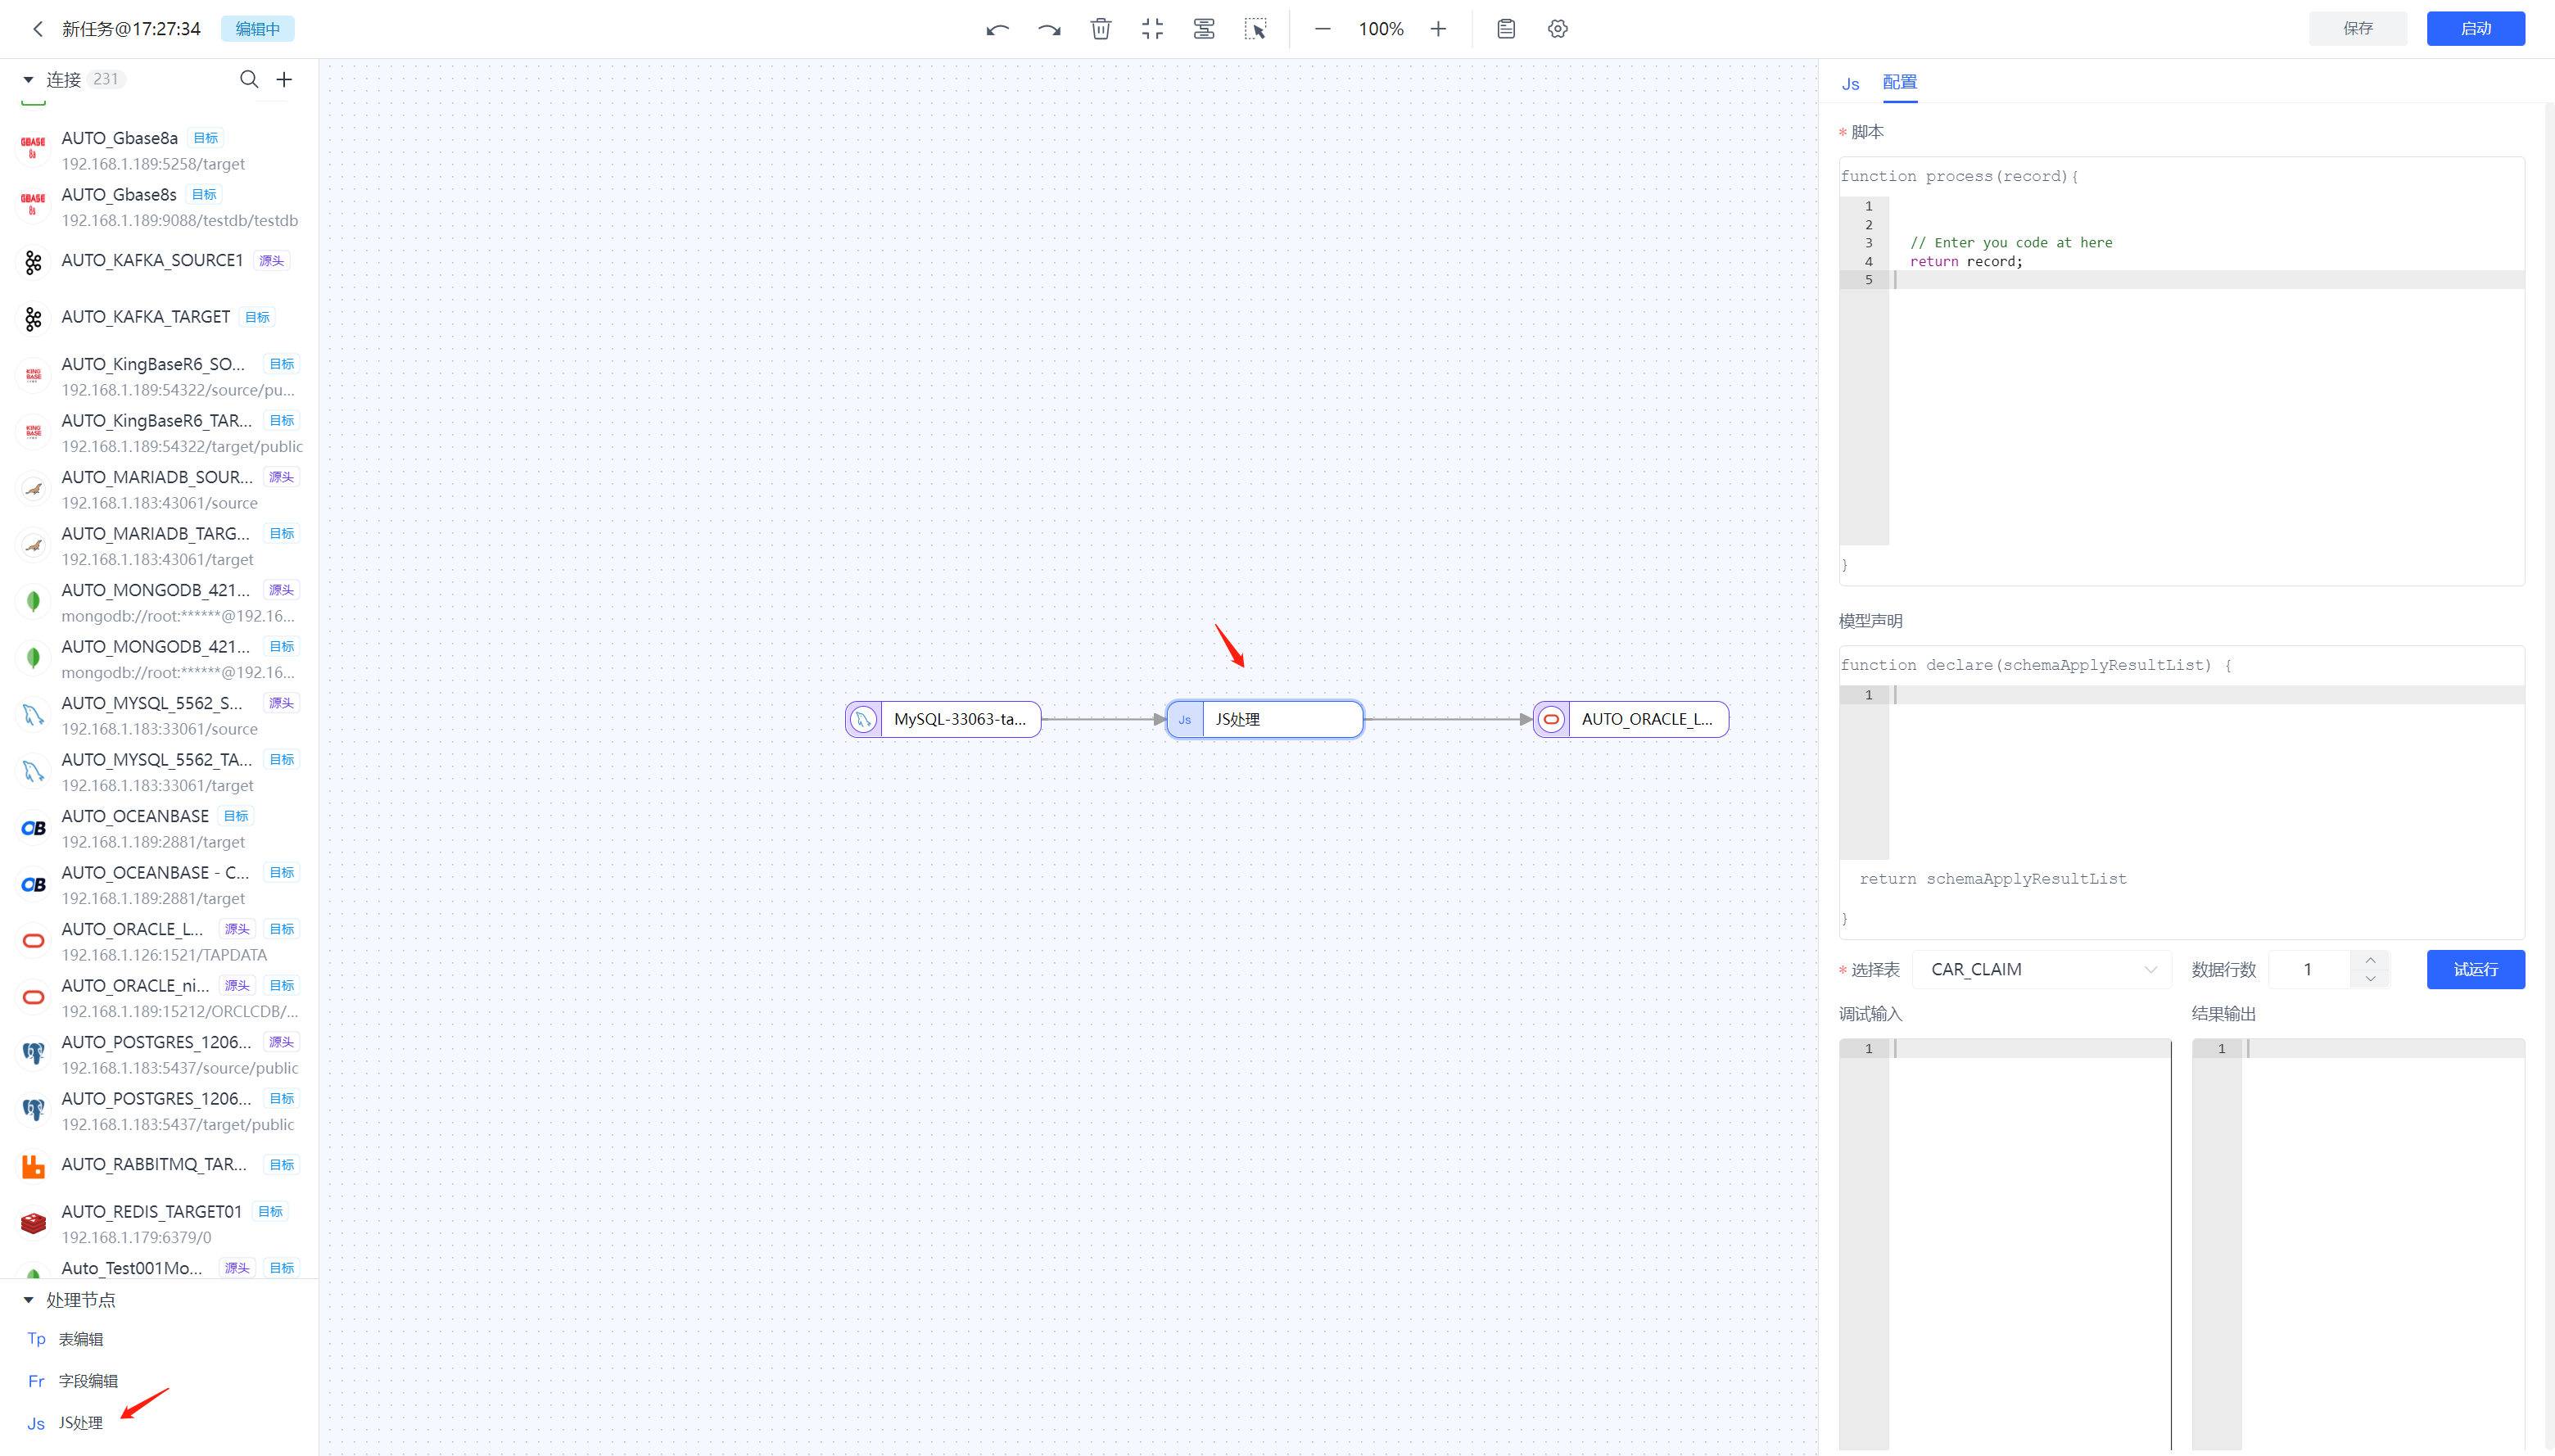 新任务@17:27:34 编辑中 100% 保存 启动
连接 231
AUTO_Gbase8a 目标
192.168.1.189:5258/target
AUTO_Gbase8s 目标
192.168.1.189:9088/testdb/testdb
AUTO_KAFKA_SOURCE1 源头
AUTO_KAFKA_TARGET 目标
AUTO_KingBaseR6_SO... 目标
192.168.1.189:54322/source/pu...
AUTO_KingBaseR6_TAR... 目标
192.168.1.189:54322/target/public
AUTO_MARIADB_SOUR... 源头
192.168.1.183:43061/source
AUTO_MARIADB_TARG... 目标
192.168.1.183:43061/target
AUTO_MONGODB_421... 源头
mongodb://root:******@192.16...
AUTO_MONGODB_421... 目标
mongodb://root:******@192.16...
AUTO_MYSQL_5562_S... 源头
192.168.1.183:33061/source
AUTO_MYSQL_5562_TA... 目标
192.168.1.183:33061/target
AUTO_OCEANBASE 目标
192.168.1.189:2881/target
AUTO_OCEANBASE - C... 目标
192.168.1.189:2881/target
AUTO_ORACLE_L... 源头 目标
192.168.1.126:1521/TAPDATA
AUTO_ORACLE_ni... 源头 目标
192.168.1.189:15212/ORCLCDB/...
AUTO_POSTGRES_1206... 源头
192.168.1.183:5437/source/public
AUTO_POSTGRES_1206... 目标
192.168.1.183:5437/target/public
AUTO_RABBITMQ_TAR... 目标
AUTO_REDIS_TARGET01 目标
192.168.1.179:6379/0
Auto_Test001Mo... 源头 目标
处理节点
Tp 表编辑
Fr 字段编辑
Js JS处理
MySQL-33063-ta... Js JS处理 AUTO_ORACLE_L...
Js 配置
* 脚本
function process(record){
1
2
3 // Enter you code at here
4 return record;
5
}
模型声明
function declare(schemaApplyResultList) {
1
return schemaApplyResultList
}
* 选择表 CAR_CLAIM 数据行数 1 试运行
调试输入 结果输出
1 1